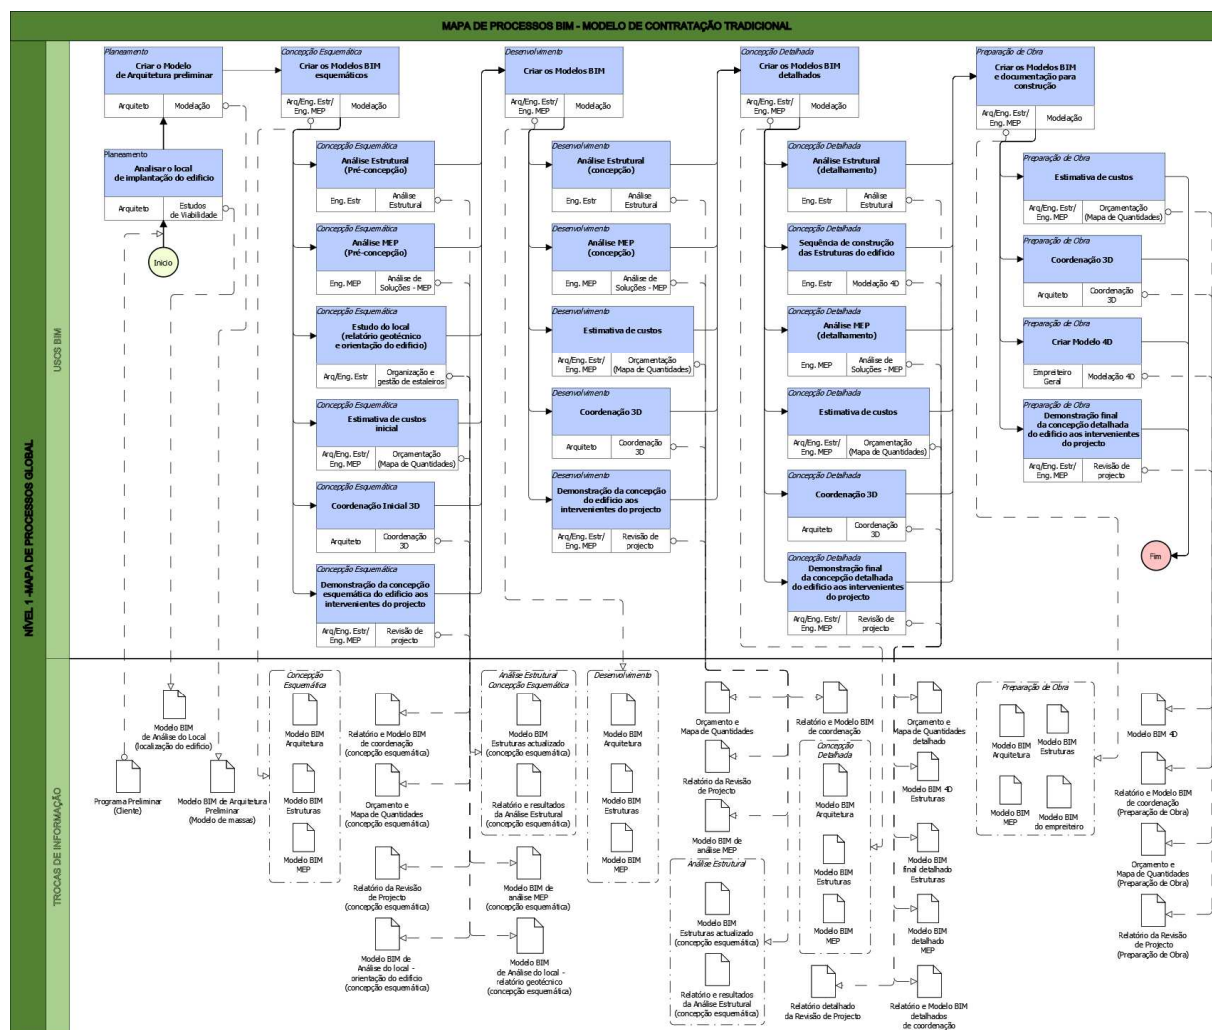 MAPA DE PROCESSOS BIM - MODELO DE CONTRATAÇÃO TRADICIONAL
NÍVEL 1 -MAPA DE PROCESSOS GLOBAL
USOS BIM
TROCAS DE INFORMAÇÃO
Planeamento
Criar o Modelo
de Arquitetura preliminar
Arquiteto
Modelação
Planeamento
Analisar o local
de implantação do edificio
Arquiteto
Estudos
de Viabilidade
Inicio
Concepção Esquemática
Criar os Modelos BIM
esquemáticos
Arq/Eng. Estr/
Eng. MEP
Modelação
Concepção Esquemática
Análise Estrutural
(Pré-concepção)
Eng. Estr
Análise
Estrutural
Concepção Esquemática
Análise MEP
(Pré-concepção)
Eng. MEP
Análise de
Soluções - MEP
Concepção Esquemática
Estudo do local
(relatório geotécnico
e orientação do edificio)
Arq/Eng. Estr
Organização e
gestão de estaleiros
Concepção Esquemática
Estimativa de custos
inicial
Arq/Eng. Estr/
Eng. MEP
Orçamentação
(Mapa de Quantidades)
Concepção Esquemática
Coordenação Inicial 3D
Arquiteto
Coordenação
3D
Concepção Esquemática
Demonstração da concepção
esquemática do edificio aos
intervenientes do projecto
Arq/Eng. Estr/
Eng. MEP
Revisão de
projecto
Desenvolvimento
Criar os Modelos BIM
Arq/Eng. Estr/
Eng. MEP
Modelação
Desenvolvimento
Análise Estrutural
(concepção)
Eng. Estr
Análise
Estrutural
Desenvolvimento
Análise MEP
(concepção)
Eng. MEP
Análise de
Soluções - MEP
Desenvolvimento
Estimativa de custos
Arq/Eng. Estr/
Eng. MEP
Orçamentação
(Mapa de Quantidades)
Desenvolvimento
Coordenação 3D
Arquiteto
Coordenação
3D
Desenvolvimento
Demonstração da concepção
do edificio aos
intervenientes do projecto
Arq/Eng. Estr/
Eng. MEP
Revisão de
projecto
Concepção Detalhada
Criar os Modelos BIM
detalhados
Arq/Eng. Estr/
Eng. MEP
Modelação
Concepção Detalhada
Análise Estrutural
(detalhamento)
Eng. Estr
Análise
Estrutural
Concepção Detalhada
Sequência de construção
das Estruturas do edificio
Eng. Estr
Modelação 4D
Concepção Detalhada
Análise MEP
(detalhamento)
Eng. MEP
Análise de
Soluções - MEP
Concepção Detalhada
Estimativa de custos
Arq/Eng. Estr/
Eng. MEP
Orçamentação
(Mapa de Quantidades)
Concepção Detalhada
Coordenação 3D
Arquiteto
Coordenação
3D
Concepção Detalhada
Demonstração final
da concepção detalhada
do edificio aos intervenientes
do projecto
Arq/Eng. Estr/
Eng. MEP
Revisão de
projecto
Preparação de Obra
Criar os Modelos BIM
e documentação para
construção
Arq/Eng. Estr/
Eng. MEP
Modelação
Preparação de Obra
Estimativa de custos
Arq/Eng. Estr/
Eng. MEP
Orçamentação
(Mapa de Quantidades)
Preparação de Obra
Coordenação 3D
Arquiteto
Coordenação
3D
Preparação de Obra
Criar Modelo 4D
Empreiteiro
Geral
Modelação 4D
Preparação de Obra
Demonstração final
da concepção detalhada
do edificio aos intervenientes
do projecto
Arq/Eng. Estr/
Eng. MEP
Revisão de
projecto
Fim
Modelo BIM
de Análise do Local
(localização do edificio)
Programa Preliminar
(Cliente)
Modelo BIM de Arquitetura
Preliminar
(Modelo de massas)
Concepção
Esquemática
Modelo BIM
Arquitetura
Modelo BIM
Estruturas
Modelo BIM
MEP
Relatório e Modelo BIM
de coordenação
(concepção esquemática)
Orçamento e
Mapa de Quantidades
(concepção esquemática)
Relatório da Revisão
de Projecto
(concepção esquemática)
Modelo BIM de
Análise do local -
orientação do edificio
(concepção esquemática)
Análise Estrutural
Concepção Esquemática
Modelo BIM
Estruturas actualizado
(concepção esquemática)
Relatório e resultados
da Análise Estrutural
(concepção esquemática)
Modelo BIM de
análise MEP
(concepção esquemática)
Modelo BIM
de Análise do local -
relatório geotécnico
(concepção esquemática)
Desenvolvimento
Modelo BIM
Arquitetura
Modelo BIM
Estruturas
Modelo BIM
MEP
Orçamento e
Mapa de Quantidades
Relatório da Revisão
de Projecto
Modelo BIM de
análise MEP
Análise Estrutural
Modelo BIM
Estruturas actualizado
(concepção esquemática)
Relatório e resultados
da Análise Estrutural
(concepção esquemática)
Relatório e Modelo BIM
de coordenação
Concepção
Detalhada
Modelo BIM
Arquitetura
Modelo BIM
Estruturas
Modelo BIM
MEP
Relatório detalhado
da Revisão de Projecto
Orçamento e
Mapa de Quantidades
detalhado
Modelo BIM 4D
Estruturas
Modelo BIM
final detalhado
Estruturas
Modelo BIM
detalhado
MEP
Relatório e Modelo BIM
detalhados
de coordenação
Preparação de Obra
Modelo BIM
Arquitetura
Modelo BIM
Estruturas
Modelo BIM
MEP
Modelo BIM
do empreiteiro
Modelo BIM 4D
Relatório e Modelo BIM
de coordenação
(Preparação de Obra)
Orçamento e
Mapa de Quantidades
(Preparação de Obra)
Relatório da Revisão
de Projecto
(Preparação de Obra)